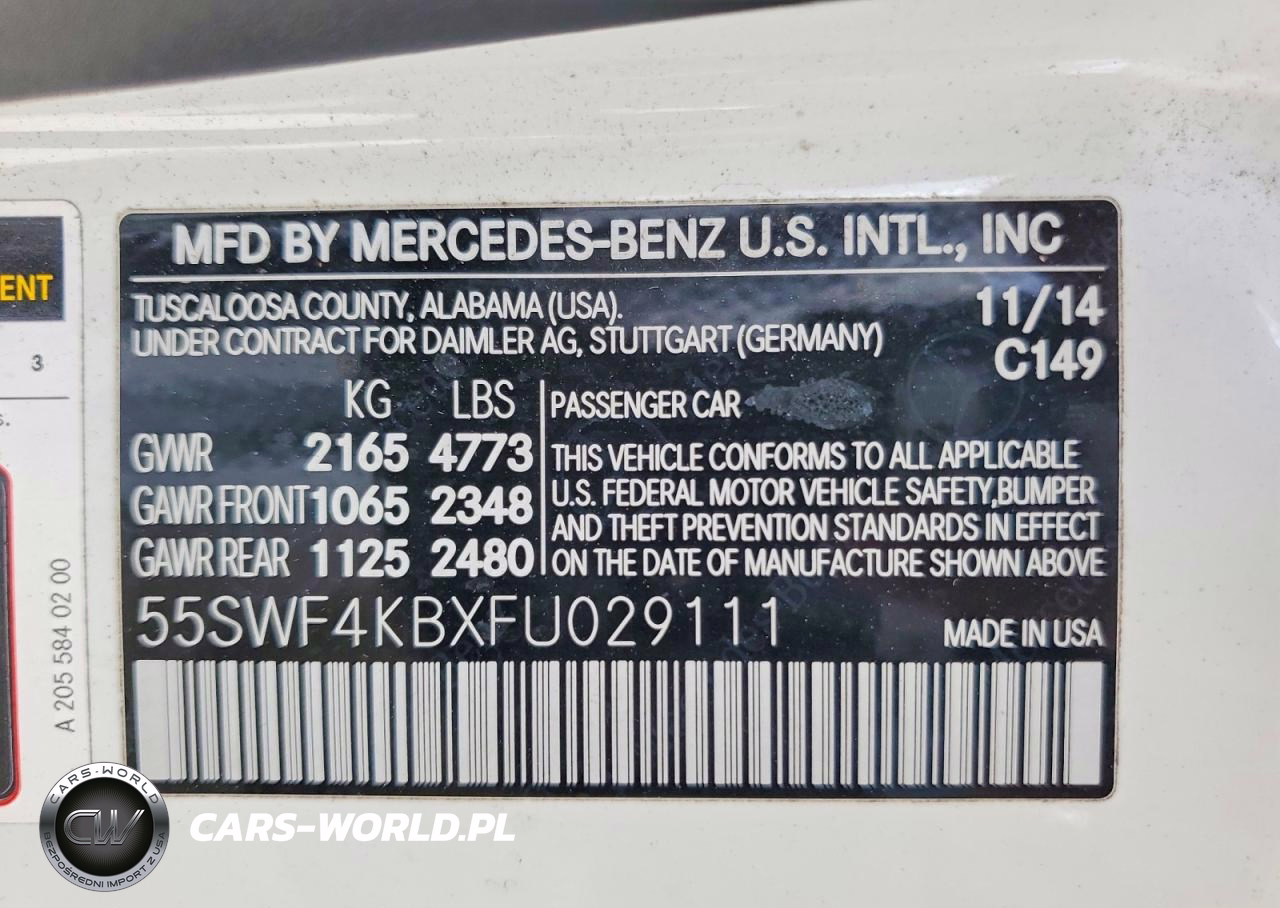 MFD BY MERCEDES-BENZ U.S. INTL., INC
TUSCALOOSA COUNTY, ALABAMA (USA).
UNDER CONTRACT FOR DAIMLER AG, STUTTGART (GERMANY)
11/14
C149
KG LBS
GVWR 2165 4773
GAWR FRONT 1065 2348
GAWR REAR 1125 2480
PASSENGER CAR
THIS VEHICLE CONFORMS TO ALL APPLICABLE
U.S. FEDERAL MOTOR VEHICLE SAFETY,BUMPER
AND THEFT PREVENTION STANDARDS IN EFFECT
ON THE DATE OF MANUFACTURE SHOWN ABOVE
55SWF4KBXFU029111
MADE IN USA
ENT
3
s.
A 205 584 02 00
CARS-WORLD
CW
BEZPOŚREDNI IMPORT Z USA
CARS-WORLD.PL